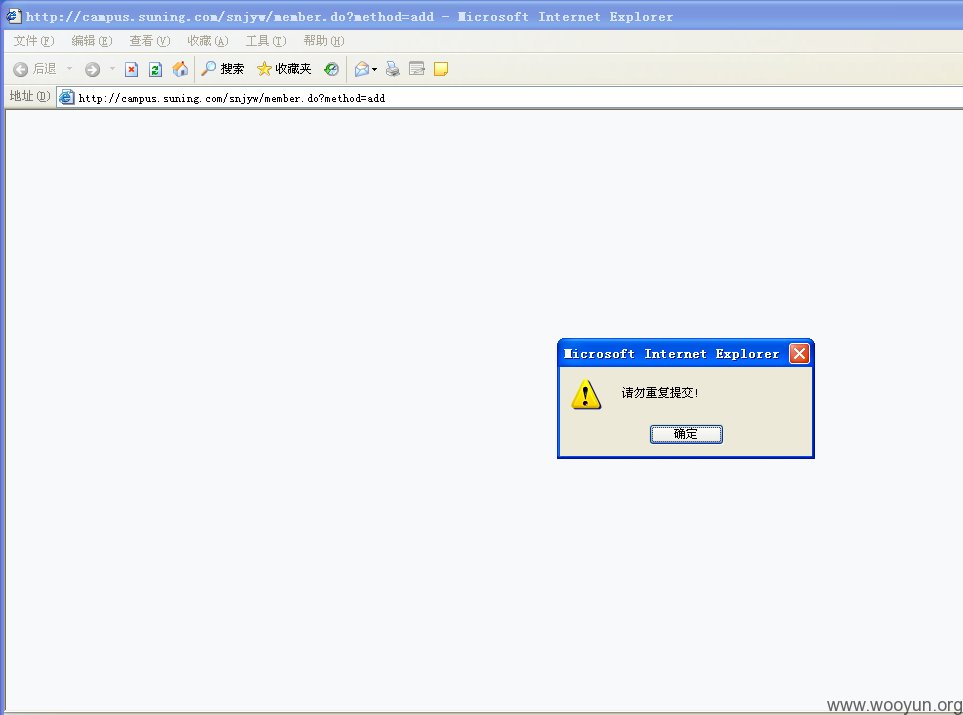 http://campus.suning.com/snjyw/member.do?method=add - Microsoft Internet Explorer
文件(F) 编辑(E) 查看(V) 收藏(A) 工具(T) 帮助(H)
后退 搜索 收藏夹
地址(D) http://campus.suning.com/snjyw/member.do?method=add
Microsoft Internet Explorer
请勿重复提交!
确定
www.wooyun.org